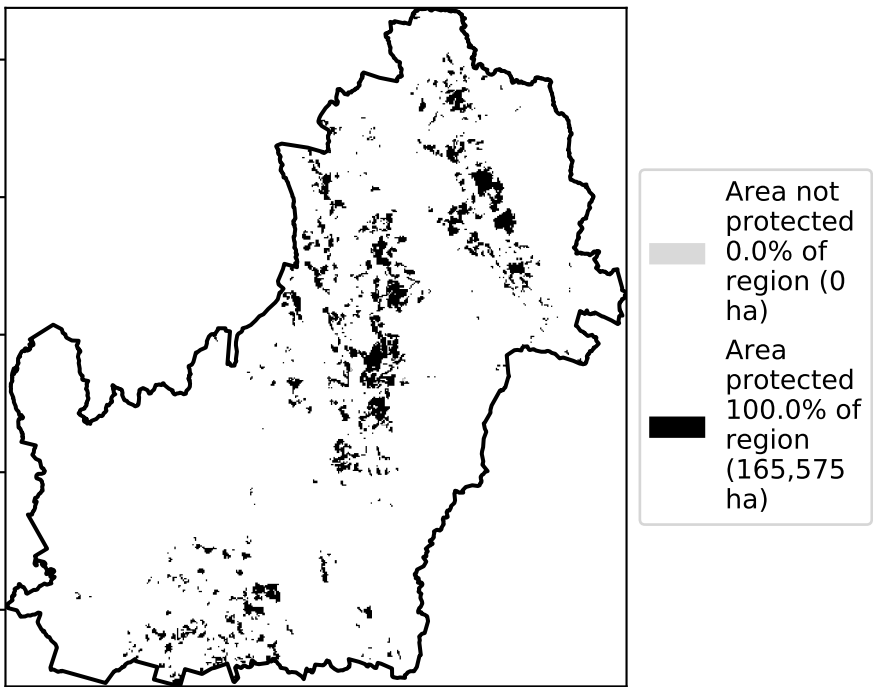 Area not
protected
0.0% of
region (0
ha)
Area
protected
100.0% of
region
(165,575
ha)